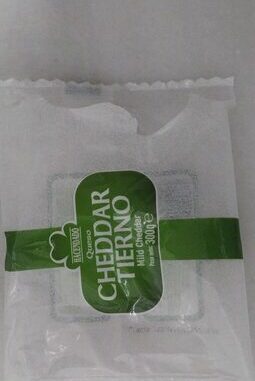 HACENDADO
Queso
CHEDDAR
TIERNO
Mild Cheddar
300g e